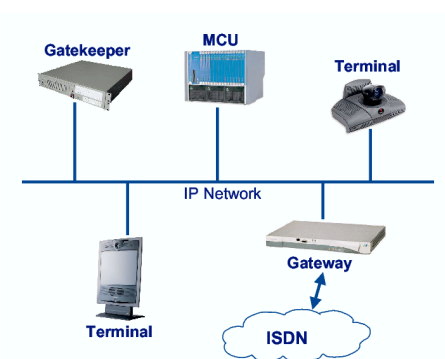 Gatekeeper
MCU
Terminal
IP Network
Gateway
Terminal
ISDN